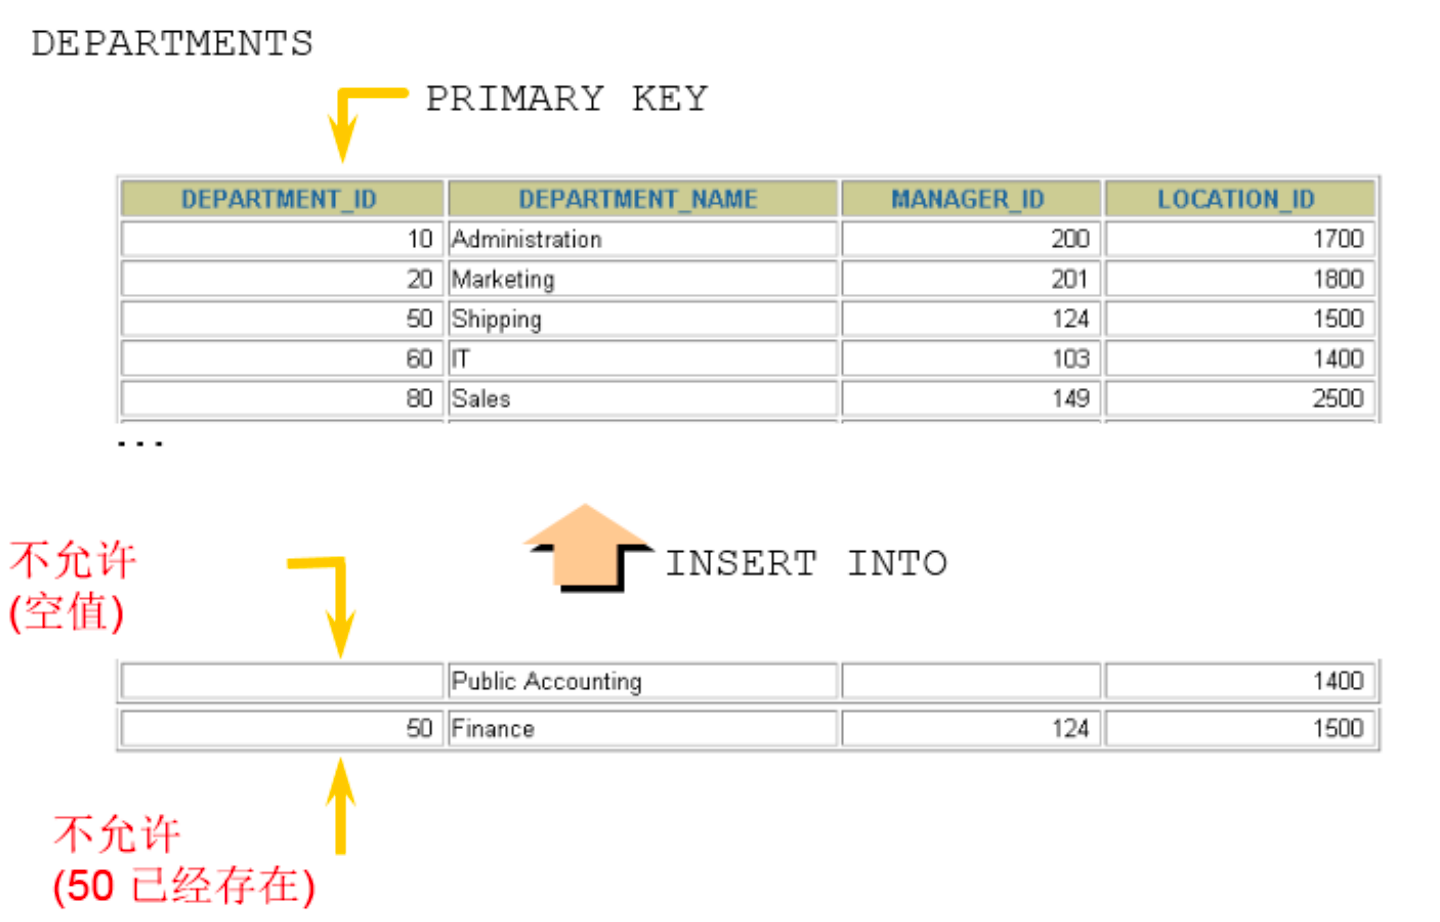 DEPARTMENTS
PRIMARY KEY
DEPARTMENT_ID DEPARTMENT_NAME MANAGER_ID LOCATION_ID
10 Administration 200 1700
20 Marketing 201 1800
50 Shipping 124 1500
60 IT 103 1400
80 Sales 149 2500
...
不允许
(空值)
INSERT INTO
Public Accounting 1400
50 Finance 124 1500
不允许
(50 已经存在)